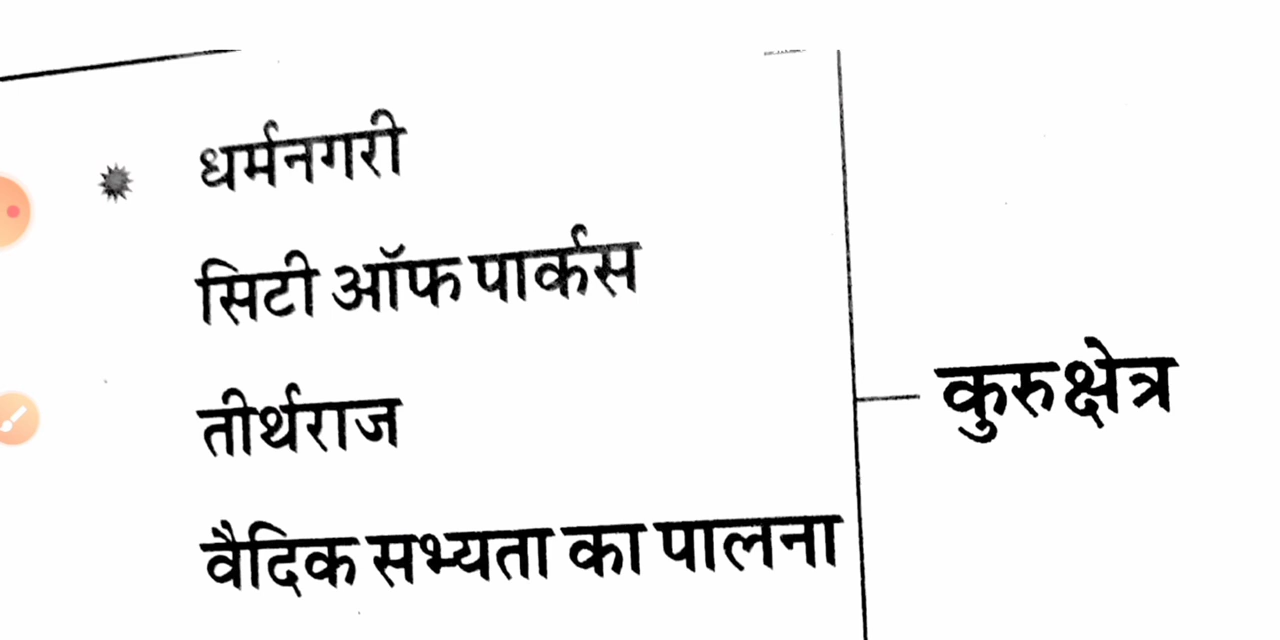 धर्मनगरी
सिटी ऑफ पार्कस
तीर्थराज
वैदिक सभ्यता का पालना
कुरुक्षेत्र